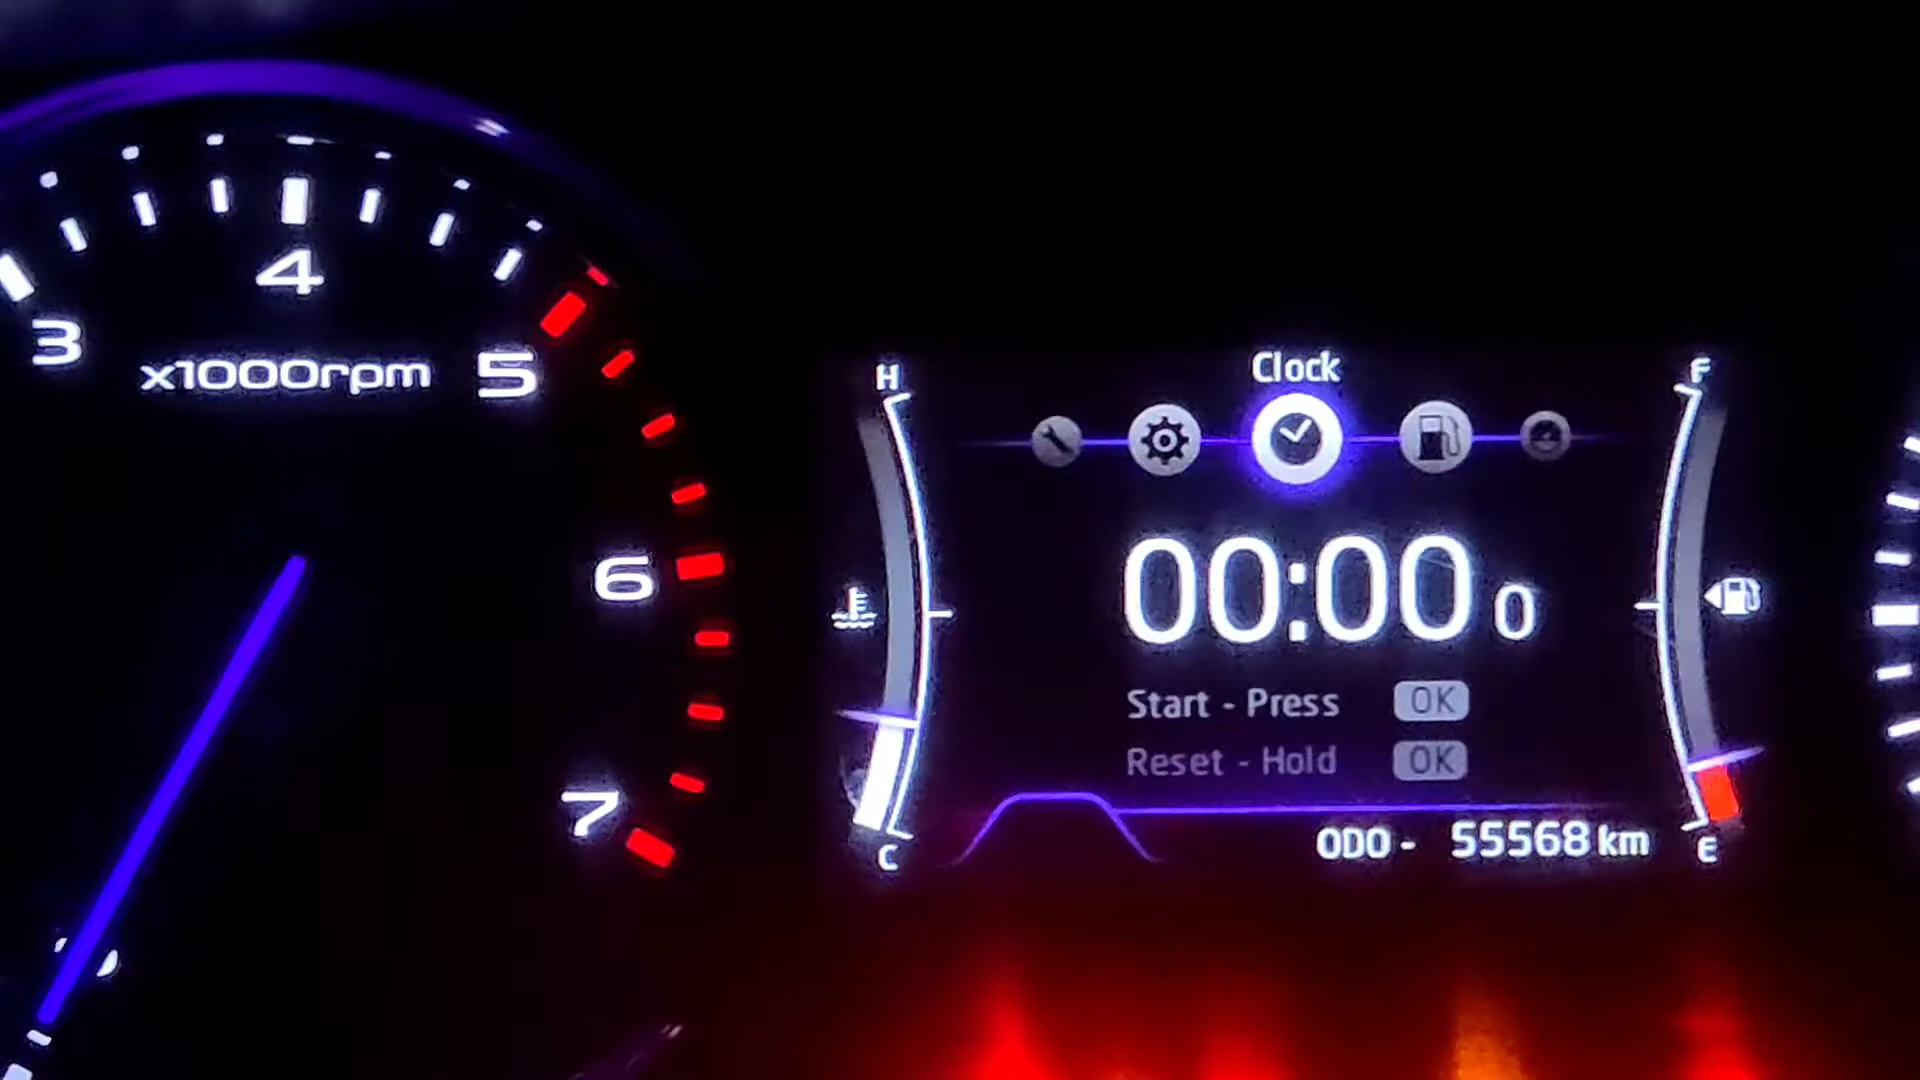 4
3
x1000rpm
5
6
7
H
Clock
F
00:00 0
Start - Press OK
Reset - Hold OK
ODO - 55568 km
C
E